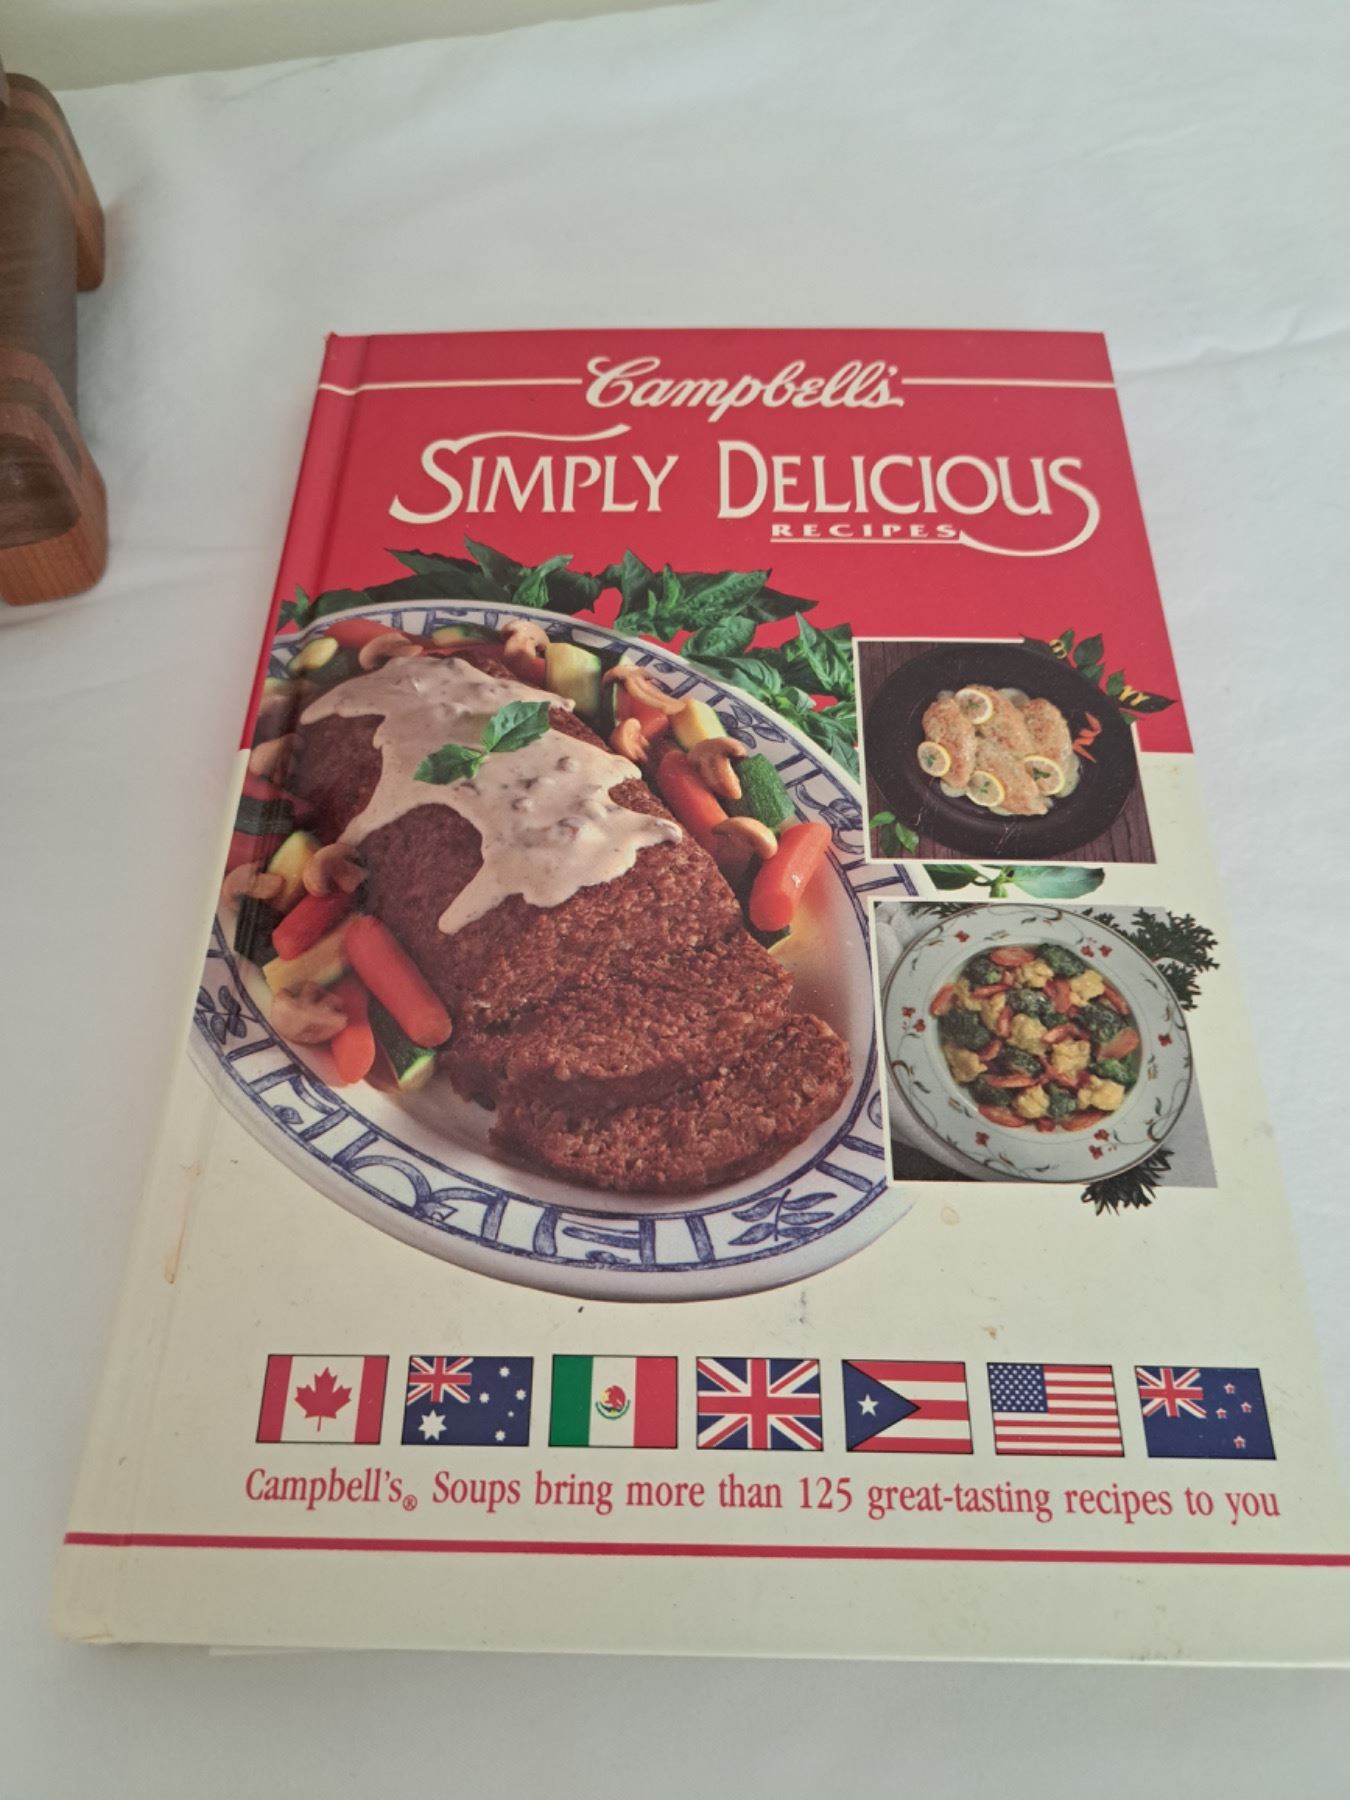 Campbell's
SIMPLY DELICIOUS
RECIPES
Campbell's® Soups bring more than 125 great-tasting recipes to you